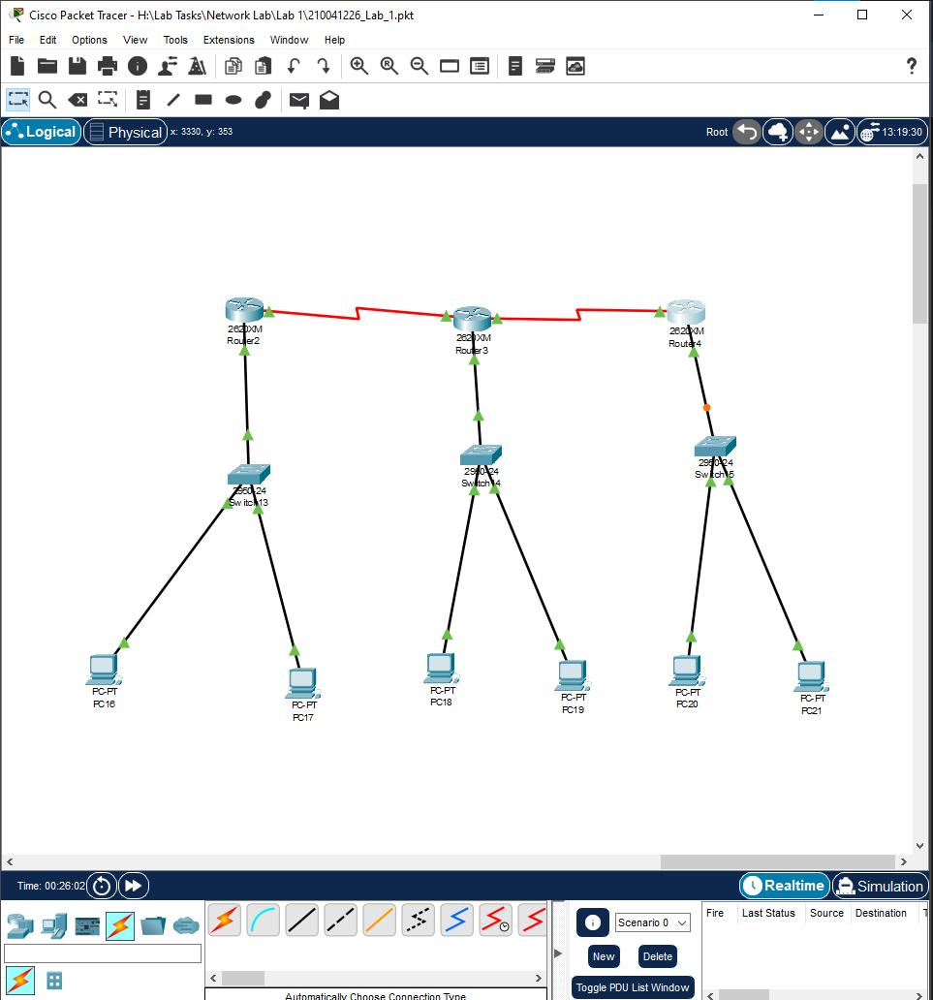 Cisco Packet Tracer - H:\Lab Tasks\Network Lab\Lab 1\210041226_Lab_1.pkt
File Edit Options View Tools Extensions Window Help
Logical Physical x: 3330, y: 353 Root 13:19:30
2620XM
Router2
2620XM
Router3
2620XM
Router4
2950-24
Switch13
2950-24
Switch14
2950-24
Switch15
PC-PT
PC16
PC-PT
PC17
PC-PT
PC18
PC-PT
PC19
PC-PT
PC20
PC-PT
PC21
Time: 00:26:02 Realtime Simulation
Scenario 0
New Delete
Toggle PDU List Window
Fire Last Status Source Destination
Automatically Choose Connection Type